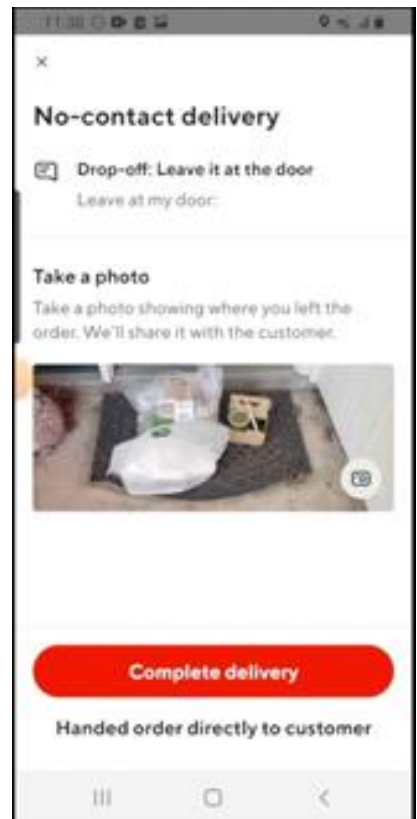 11:38
No-contact delivery
Drop-off: Leave it at the door
Leave at my door:
Take a photo
Take a photo showing where you left the
order. We'll share it with the customer.
Complete delivery
Handed order directly to customer